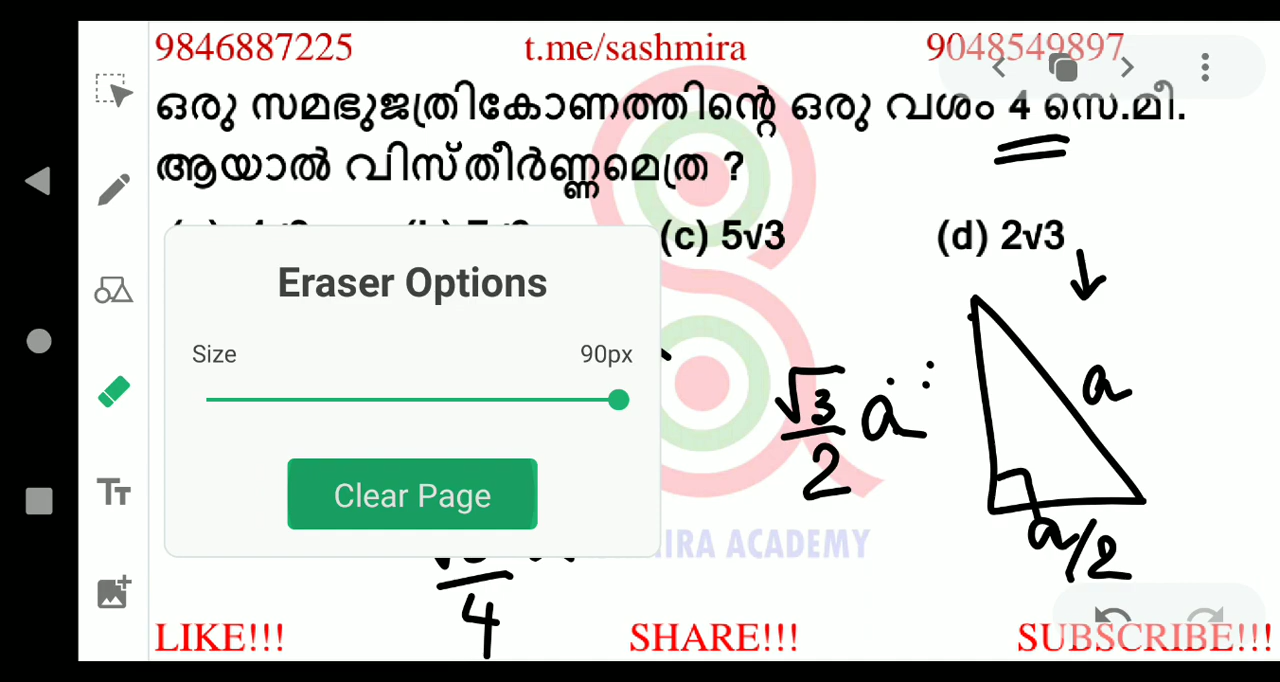 9846887225 t.me/sashmira 9048549897
ഒരു സമഭുജത്രികോണത്തിന്റെ ഒരു വശം 4 സെ.മീ.
ആയാൽ വിസ്തീർണ്ണമെത്ര ?
(c) 5√3 (d) 2√3
Eraser Options
Size 90px
Clear Page
√3/2 a
a
a/2
4
IRA ACADEMY
LIKE!!! SHARE!!! SUBSCRIBE!!!